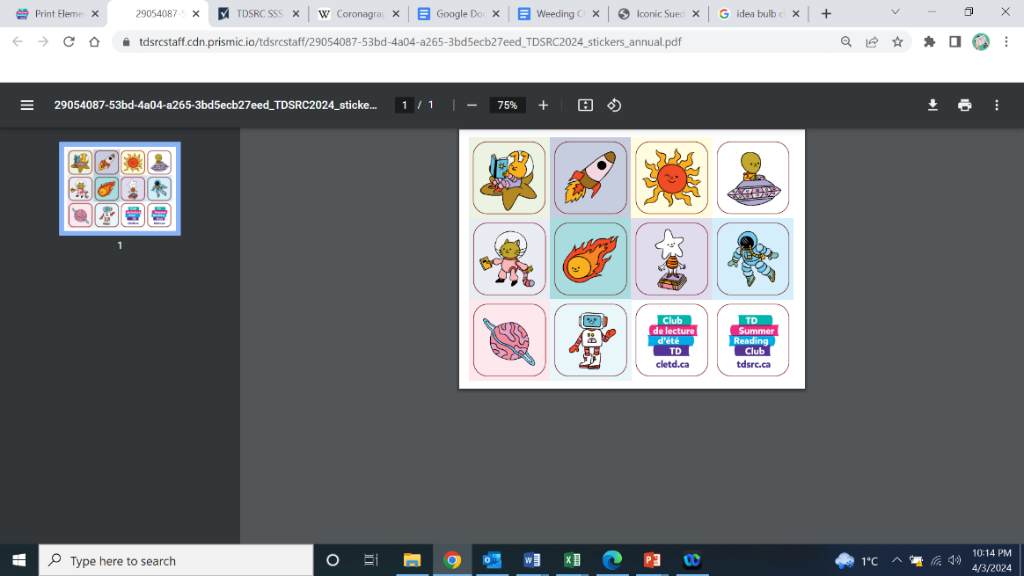 Print Eleme
29054087-5
TDSRC SSS
Coronagra
Google Do
Weeding C
Iconic Sued
idea bulb c
tdsrcstaff.cdn.prismic.io/tdsrcstaff/29054087-53bd-4a04-a265-3bd5ecb27eed_TDSRC2024_stickers_annual.pdf
29054087-53bd-4a04-a265-3bd5ecb27eed_TDSRC2024_sticke... 1 / 1 75%
1
Club
de lecture
d'été
TD
cletd.ca
TD
Summer
Reading
Club
tdsrc.ca
Type here to search
1°C
10:14 PM
4/3/2024